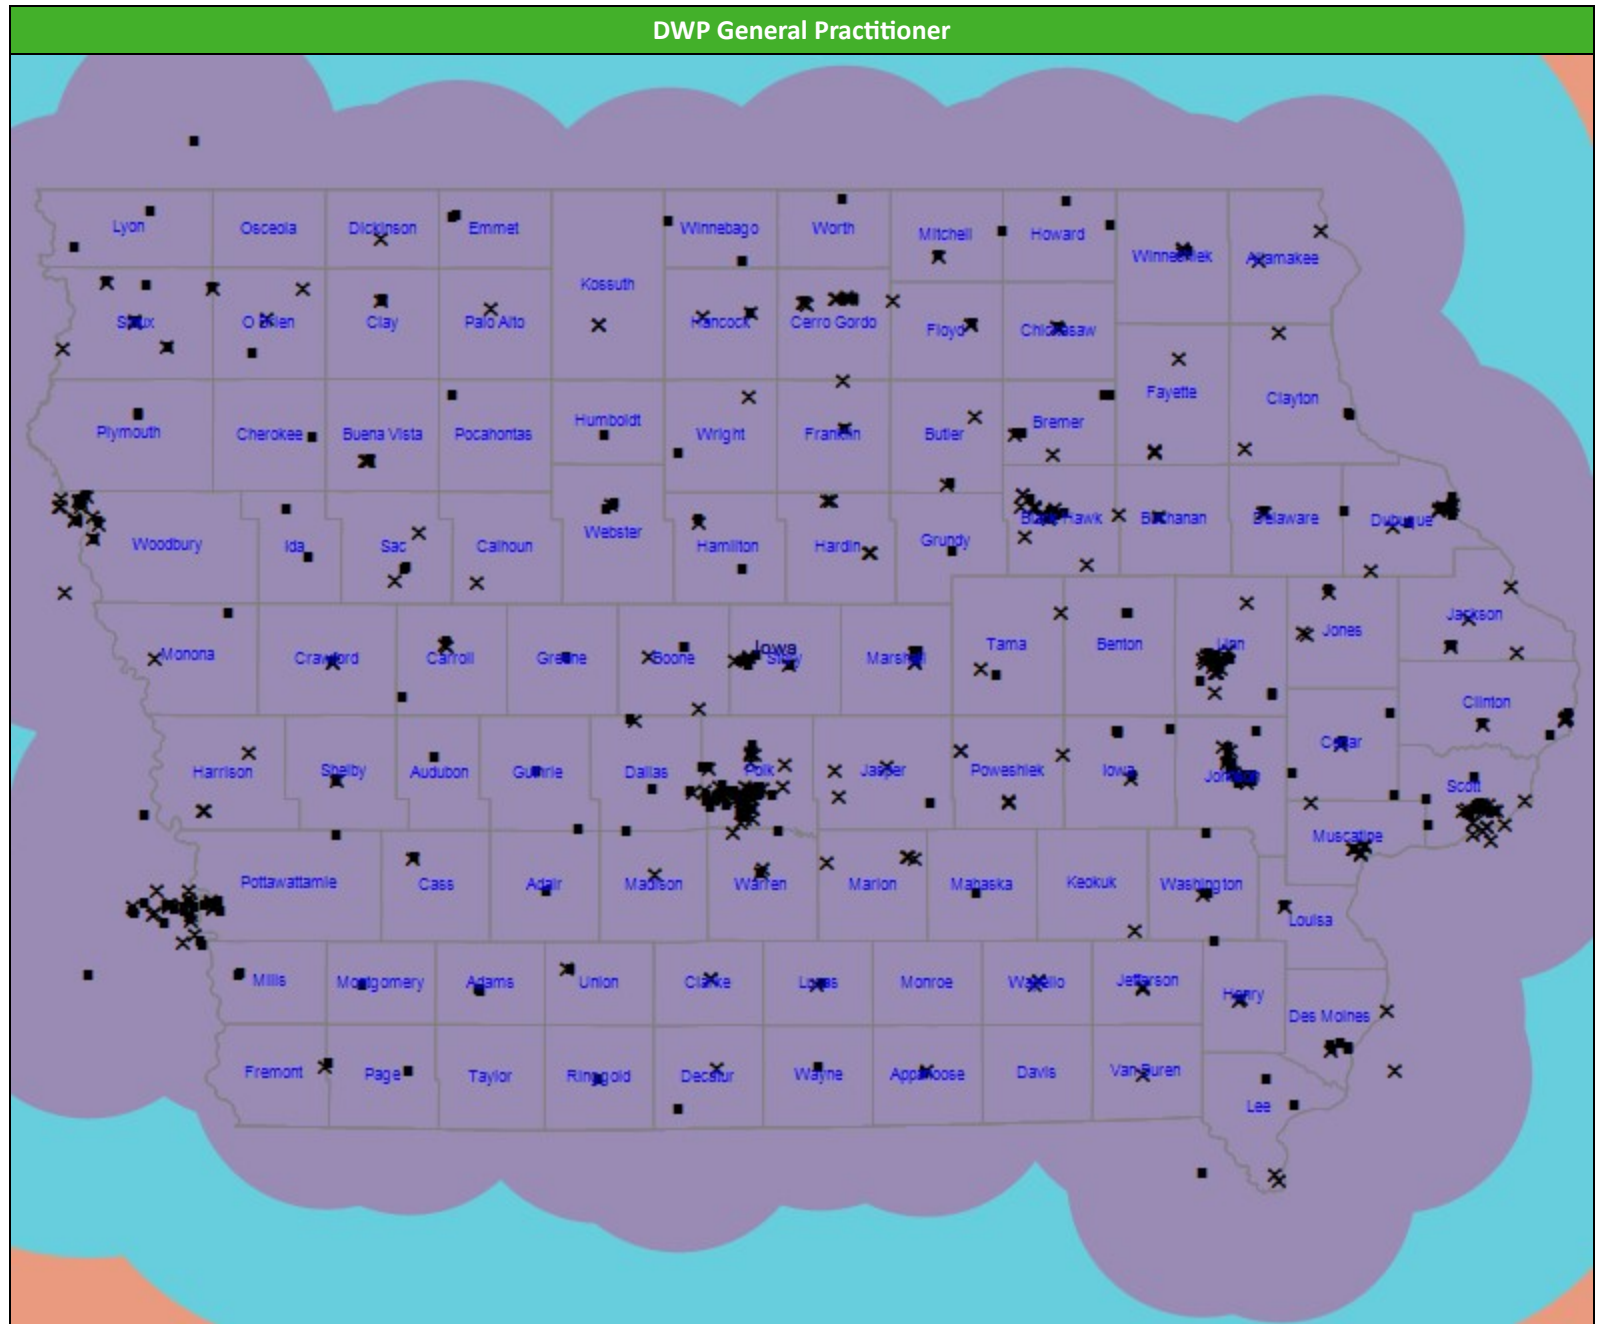 DWP General Practitioner
Lyon Osceola Dickinson Emmet Winnebago Worth Mitchell Howard Winneshiek Allamakee
Kossuth
Sioux O'Brien Clay Palo Alto Hancock Cerro Gordo Floyd Chickasaw
Plymouth Cherokee Buena Vista Pocahontas Humboldt Wright Franklin Butler Bremer Fayette Clayton
Woodbury Ida Sac Calhoun Webster Hamilton Hardin Grundy Black Hawk Buchanan Delaware Dubuque
Iowa
Monona Crawford Carroll Greene Boone Story Marshall Tama Benton Linn Jones Jackson
Clinton
Harrison Shelby Audubon Guthrie Dallas Polk Jasper Poweshiek Iowa Johnson Cedar Scott
Muscatine
Pottawattamie Cass Adair Madison Warren Marion Mahaska Keokuk Washington
Louisa
Mills Montgomery Adams Union Clarke Lucas Monroe Wapello Jefferson Henry
Des Moines
Fremont Page Taylor Ringgold Decatur Wayne Appanoose Davis Van Buren
Lee